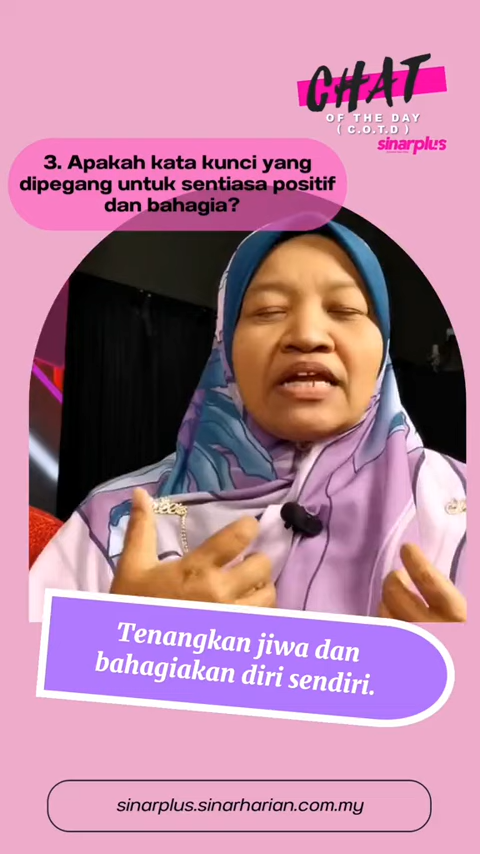 CHAT
OF THE DAY
( C.O.T.D )
sinarplus
3. Apakah kata kunci yang
dipegang untuk sentiasa positif
dan bahagia?
Tenangkan jiwa dan
bahagiakan diri sendiri.
sinarplus.sinarharian.com.my